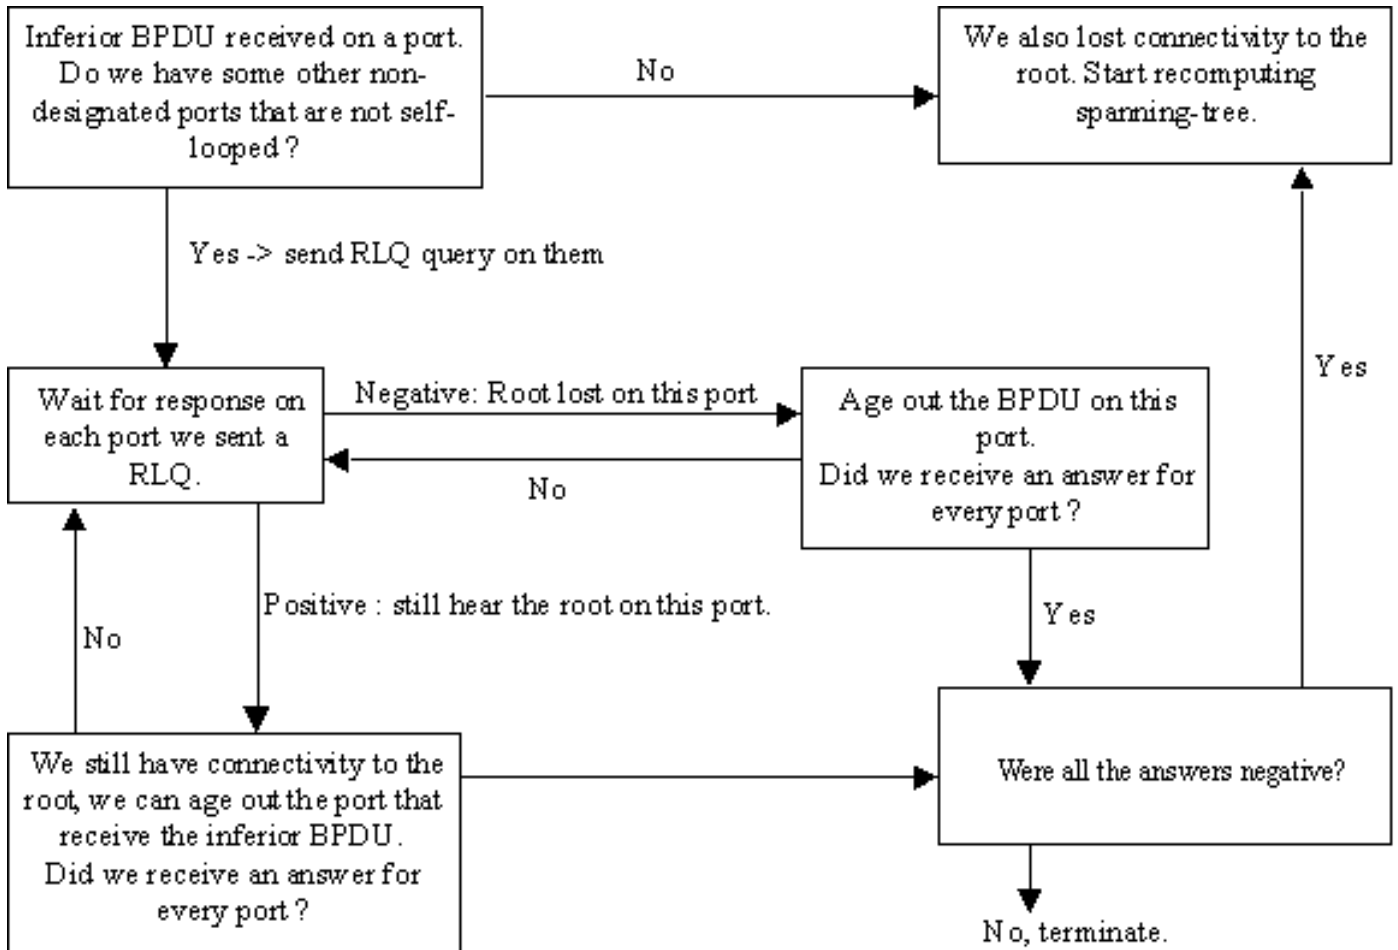 Inferior BPDU received on a port.
Do we have some other non-
designated ports that are not self-
looped ?
No
We also lost connectivity to the
root. Start recomputing
spanning-tree.
Yes -> send RLQ query on them
Yes
Wait for response on
each port we sent a
RLQ.
Negative: Root lost on this port
No
Age out the BPDU on this
port.
Did we receive an answer for
every port ?
No
Positive : still hear the root on this port.
Yes
We still have connectivity to the
root, we can age out the port that
receive the inferior BPDU.
Did we receive an answer for
every port ?
Were all the answers negative?
No, terminate.